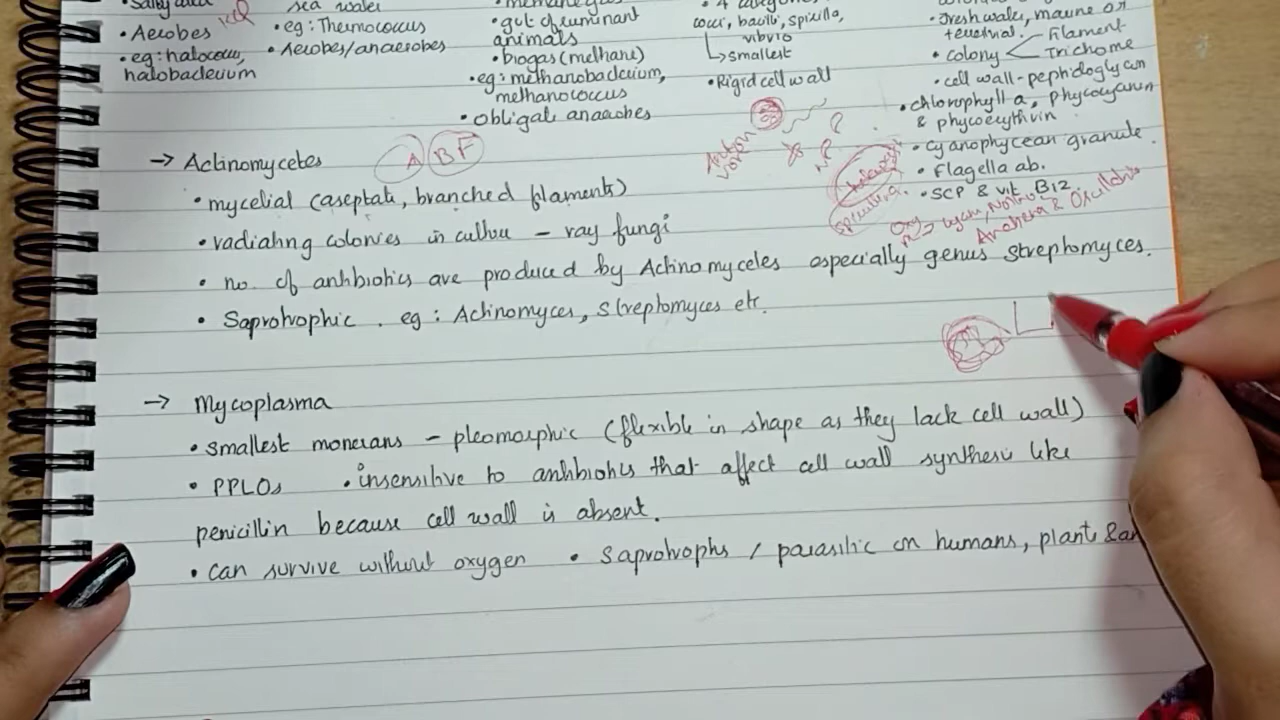 sea water
• Aerobes
• eg: halococcus, halobacterium
• eg: Thermococcus
• Aerobes/anaerobes
• gut of ruminant
animals
• biogas (methane)
• eg: methanobacterium,
methanococcus
• obligate anaerobes
cocci, bacilli, spirilla,
vibrio
↳ smallest
• Rigid cell wall
• Fresh water, marine or
terrestrial.
• colony < Filament
Trichome
• cell wall - peptidoglycan
• chlorophyll a, phycocyanin
& phycoerythrin
• cyanophycean granule.
• Flagella ab.
• SCP & vit B12
Anabaena & Oscillatoria
Spirulina.
→ Actinomycetes
A BF
• mycelial (aseptate, branched filaments)
• radiating colonies in culture - ray fungi
• no. of antibiotics are produced by Actinomycetes especially genus Streptomyces.
• Saprotrophic. eg: Actinomyces, Streptomyces etc.
→ Mycoplasma
• smallest monerans - pleomorphic (flexible in shape as they lack cell wall)
• PPLOs • insensitive to antibiotics that affect cell wall synthesis like
penicillin because cell wall is absent.
• can survive without oxygen • saprotrophs / parasitic on humans, plant &